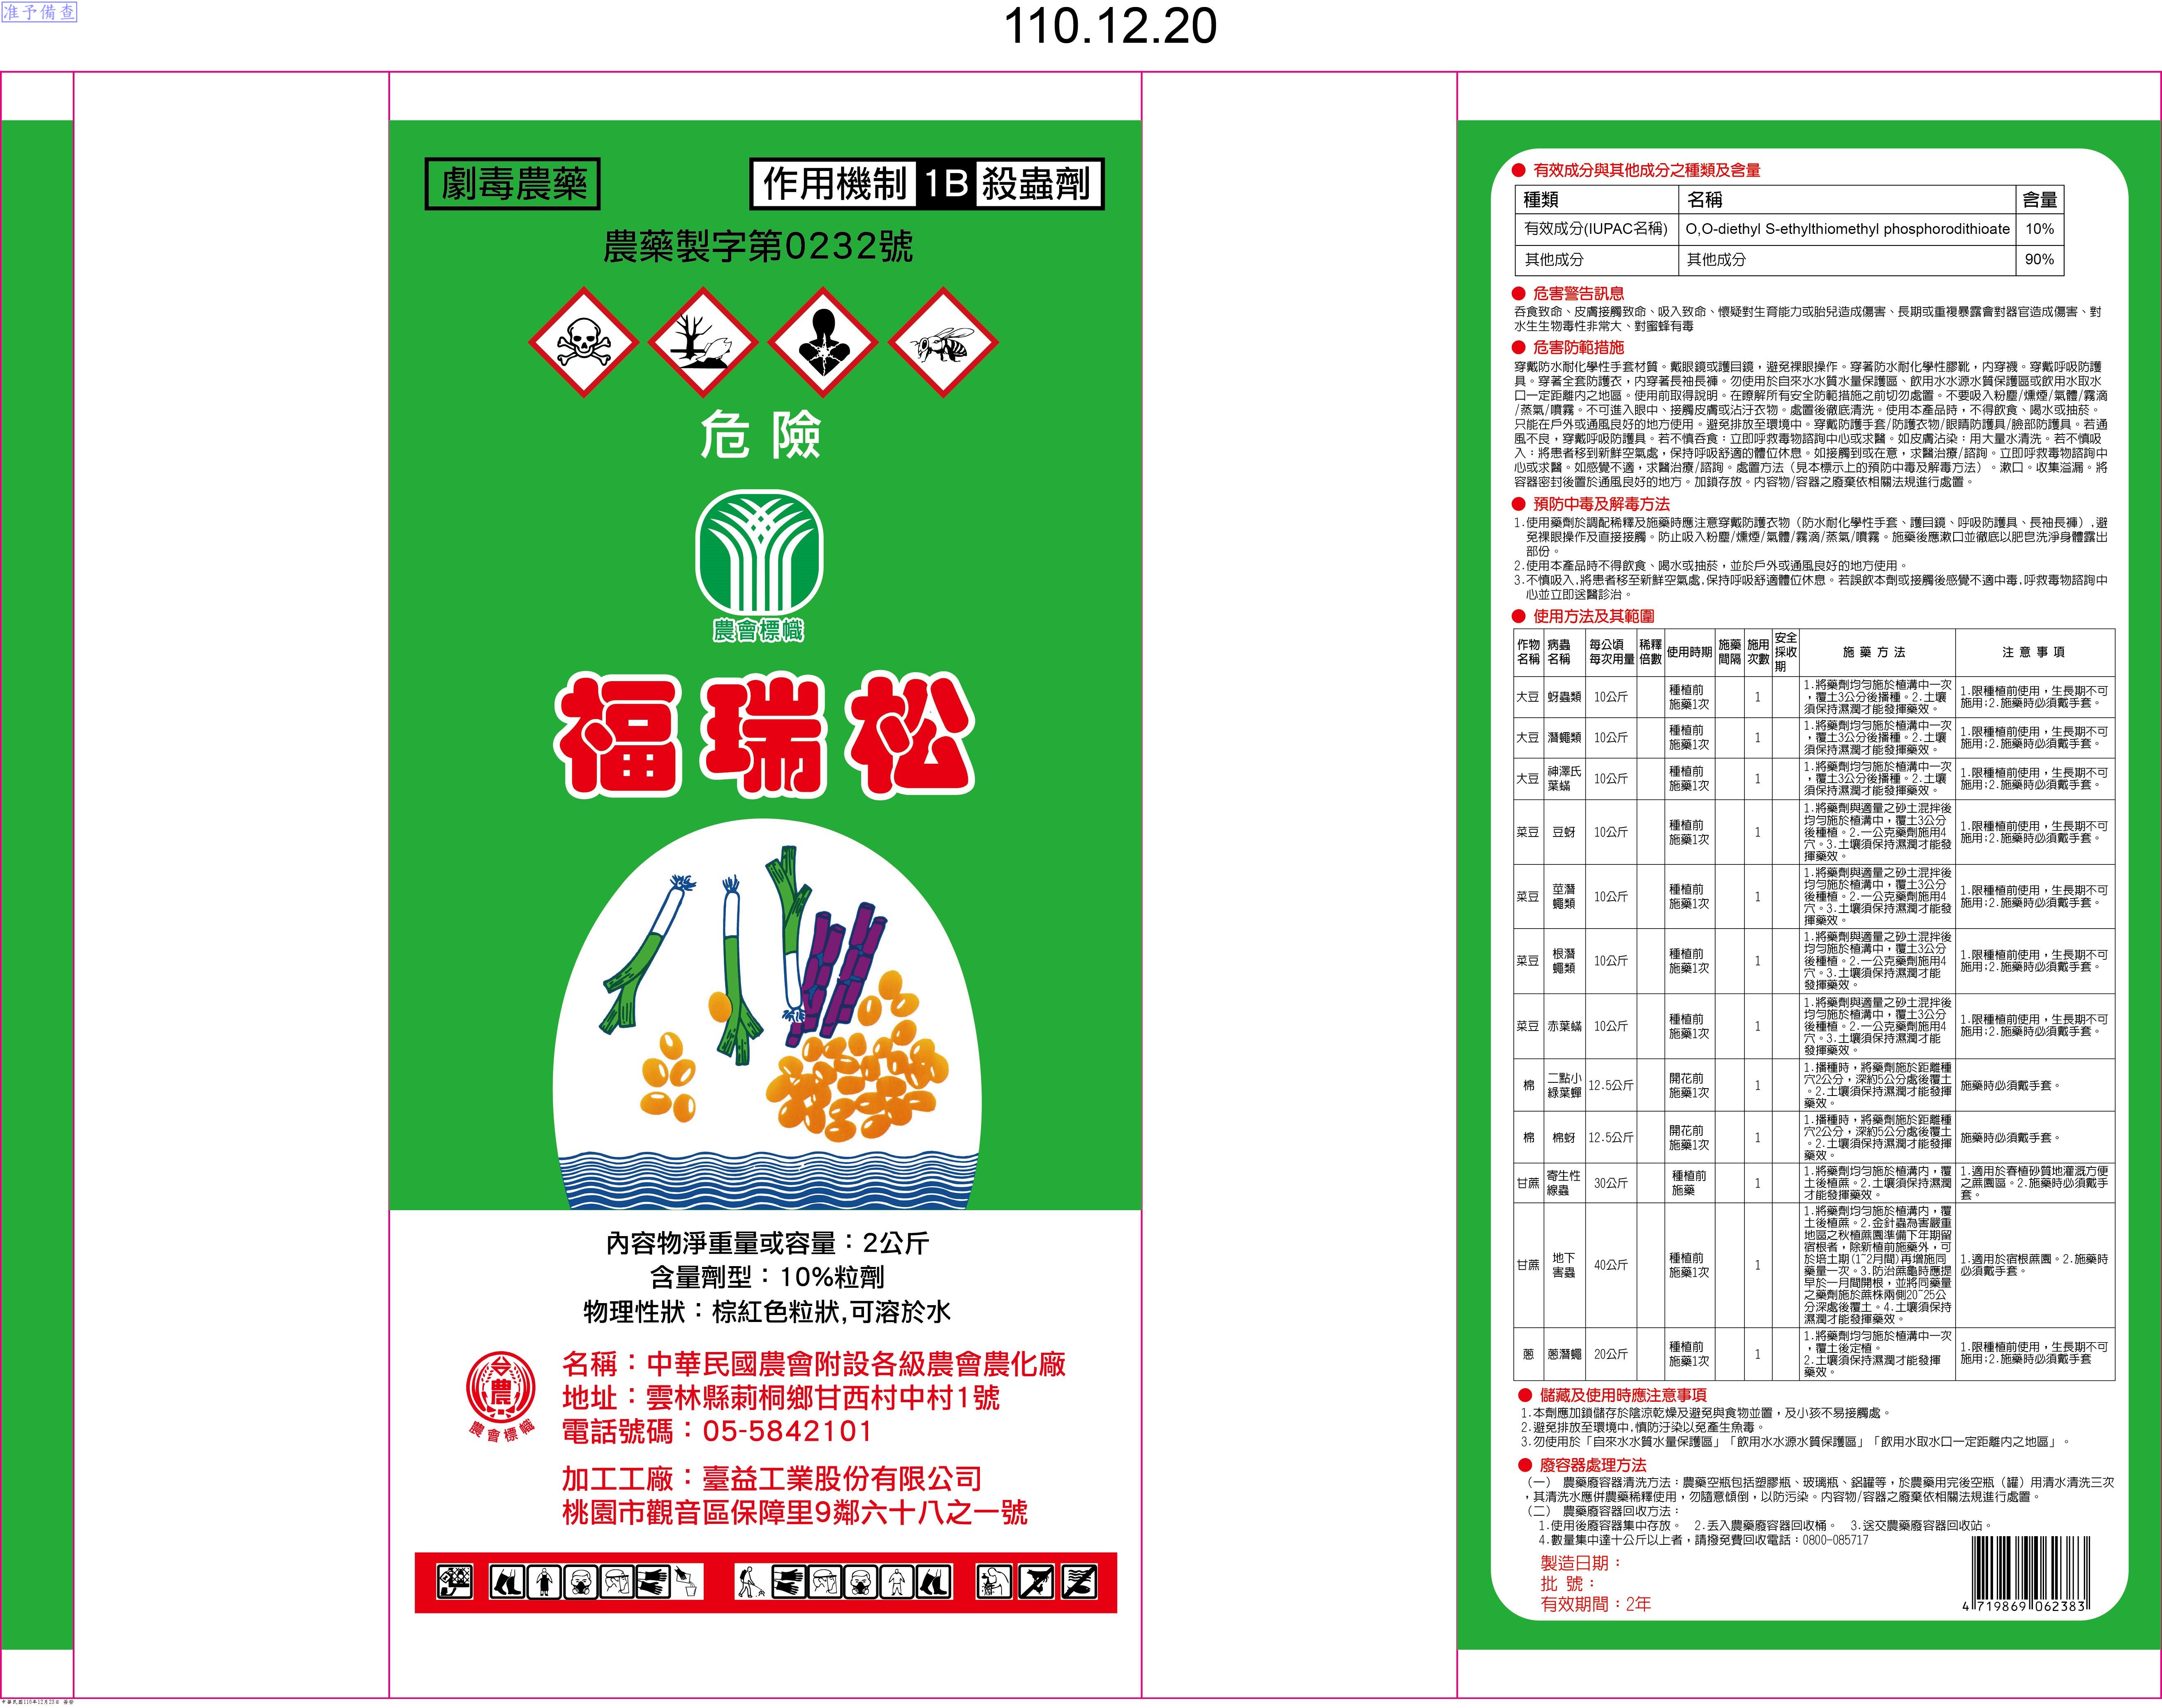 准予備查
110.12.20
劇毒農藥
作用機制 1B 殺蟲劑
農藥製字第0232號
危險
農會標幟
福瑞松
內容物淨重量或容量：2公斤
含量劑型：10%粒劑
物理性狀：棕紅色粒狀,可溶於水
農
農會標幟
名稱：中華民國農會附設各級農會農化廠
地址：雲林縣莿桐鄉甘西村中村1號
電話號碼：05-5842101
加工工廠：臺益工業股份有限公司
桃園市觀音區保障里9鄰六十八之一號
● 有效成分與其他成分之種類及含量
種類 名稱 含量
有效成分(IUPAC名稱) O,O-diethyl S-ethylthiomethyl phosphorodithioate 10%
其他成分 其他成分 90%
● 危害警告訊息
吞食致命、皮膚接觸致命、吸入致命、懷疑對生育能力或胎兒造成傷害、長期或重複暴露會對器官造成傷害、對
水生生物毒性非常大、對蜜蜂有毒
● 危害防範措施
穿戴防水耐化學性手套材質。戴眼鏡或護目鏡，避免裸眼操作。穿著防水耐化學性膠靴，內穿襪。穿戴呼吸防護
具。穿著全套防護衣，內穿著長袖長褲。勿使用於自來水水質水量保護區、飲用水水源水質保護區或飲用水取水
口一定距離內之地區。使用前取得說明。在瞭解所有安全防範措施之前切勿處置。不要吸入粉塵/燻煙/氣體/霧滴
/蒸氣/噴霧。不可進入眼中、接觸皮膚或沾汙衣物。處置後徹底清洗。使用本產品時，不得飲食、喝水或抽菸。
只能在戶外或通風良好的地方使用。避免排放至環境中。穿戴防護手套/防護衣物/眼睛防護具/臉部防護具。若通
風不良，穿戴呼吸防護具。若不慎吞食：立即呼救毒物諮詢中心或求醫。如皮膚沾染：用大量水清洗。若不慎吸
入：將患者移到新鮮空氣處，保持呼吸舒適的體位休息。如接觸到或在意，求醫治療/諮詢。立即呼救毒物諮詢中
心或求醫。如感覺不適，求醫治療/諮詢。處置方法（見本標示上的預防中毒及解毒方法）。漱口。收集溢漏。將
容器密封後置於通風良好的地方。加鎖存放。內容物/容器之廢棄依相關法規進行處置。
● 預防中毒及解毒方法
1.使用藥劑於調配稀釋及施藥時應注意穿戴防護衣物（防水耐化學性手套、護目鏡、呼吸防護具、長袖長褲）,避
免裸眼操作及直接接觸。防止吸入粉塵/燻煙/氣體/霧滴/蒸氣/噴霧。施藥後應漱口並徹底以肥皂洗淨身體露出
部份。
2.使用本產品時不得飲食、喝水或抽菸，並於戶外或通風良好的地方使用。
3.不慎吸入,將患者移至新鮮空氣處,保持呼吸舒適體位休息。若誤飲本劑或接觸後感覺不適中毒,呼救毒物諮詢中
心並立即送醫診治。
● 使用方法及其範圍
作物名稱 病蟲名稱 每公頃每次用量 稀釋倍數 使用時期 施藥間隔 施用次數 安全採收期 施藥方法 注意事項
大豆 蚜蟲類 10公斤 種植前施藥1次 1 1.將藥劑均勻施於植溝中一次，覆土3公分後播種。2.土壤須保持濕潤才能發揮藥效。 1.限種植前使用，生長期不可施用;2.施藥時必須戴手套。
大豆 潛蠅類 10公斤 種植前施藥1次 1 1.將藥劑均勻施於植溝中一次，覆土3公分後播種。2.土壤須保持濕潤才能發揮藥效。 1.限種植前使用，生長期不可施用;2.施藥時必須戴手套。
大豆 神澤氏葉蟎 10公斤 種植前施藥1次 1 1.將藥劑均勻施於植溝中一次，覆土3公分後播種。2.土壤須保持濕潤才能發揮藥效。 1.限種植前使用，生長期不可施用;2.施藥時必須戴手套。
菜豆 豆蚜 10公斤 種植前施藥1次 1 1.將藥劑與適量之砂土混拌後均勻施於植溝中，覆土3公分後種植。2.一公克藥劑施用4穴。3.土壤須保持濕潤才能發揮藥效。 1.限種植前使用，生長期不可施用;2.施藥時必須戴手套。
菜豆 莖潛蠅類 10公斤 種植前施藥1次 1 1.將藥劑與適量之砂土混拌後均勻施於植溝中，覆土3公分後種植。2.一公克藥劑施用4穴。3.土壤須保持濕潤才能發揮藥效。 1.限種植前使用，生長期不可施用;2.施藥時必須戴手套。
菜豆 根潛蠅類 10公斤 種植前施藥1次 1 1.將藥劑與適量之砂土混拌後均勻施於植溝中，覆土3公分後種植。2.一公克藥劑施用4穴。3.土壤須保持濕潤才能發揮藥效。 1.限種植前使用，生長期不可施用;2.施藥時必須戴手套。
菜豆 赤葉蟎 10公斤 種植前施藥1次 1 1.將藥劑與適量之砂土混拌後均勻施於植溝中，覆土3公分後種植。2.一公克藥劑施用4穴。3.土壤須保持濕潤才能發揮藥效。 1.限種植前使用，生長期不可施用;2.施藥時必須戴手套。
棉 二點小綠葉蟬 12.5公斤 開花前施藥1次 1 1.播種時，將藥劑施於距離種穴2公分，深約5公分處後覆土。2.土壤須保持濕潤才能發揮藥效。 施藥時必須戴手套。
棉 棉蚜 12.5公斤 開花前施藥1次 1 1.播種時，將藥劑施於距離種穴2公分，深約5公分處後覆土。2.土壤須保持濕潤才能發揮藥效。 施藥時必須戴手套。
甘蔗 寄生性線蟲 30公斤 種植前施藥 1 1.將藥劑均勻施於植溝內，覆土後植蔗。2.土壤須保持濕潤才能發揮藥效。 1.適用於春植砂質地灌溉方便之蔗園區。2.施藥時必須戴手套。
甘蔗 地下害蟲 40公斤 種植前施藥1次 1 1.將藥劑均勻施於植溝內，覆土後植蔗。2.金針蟲為害嚴重地區之秋植蔗園準備下年期留宿根者，除新植前施藥外，可於培土期(1~2月間)再增施同藥量一次。3.防治蔗龜時應提早於一月間開根，並將同藥量之藥劑施於蔗株兩側20~25公分深處後覆土。4.土壤須保持濕潤才能發揮藥效。 1.適用於宿根蔗園。2.施藥時必須戴手套。
蔥 蔥潛蠅 20公斤 種植前施藥1次 1 1.將藥劑均勻施於植溝中一次，覆土後定植。2.土壤須保持濕潤才能發揮藥效。 1.限種植前使用，生長期不可施用;2.施藥時必須戴手套
● 儲藏及使用時應注意事項
1.本劑應加鎖儲存於陰涼乾燥及避免與食物並置，及小孩不易接觸處。
2.避免排放至環境中,慎防汙染以免產生魚毒。
3.勿使用於「自來水水質水量保護區」「飲用水水源水質保護區」「飲用水取水口一定距離內之地區」。
● 廢容器處理方法
（一） 農藥廢容器清洗方法：農藥空瓶包括塑膠瓶、玻璃瓶、鋁罐等，於農藥用完後空瓶（罐）用清水清洗三次
，其清洗水應併農藥稀釋使用，勿隨意傾倒，以防污染。內容物/容器之廢棄依相關法規進行處置。
（二） 農藥廢容器回收方法：
1.使用後廢容器集中存放。 2.丟入農藥廢容器回收桶。 3.送交農藥廢容器回收站。
4.數量集中達十公斤以上者，請撥免費回收電話：0800-085717
製造日期：
批 號：
有效期間：2年
4 719869 062383